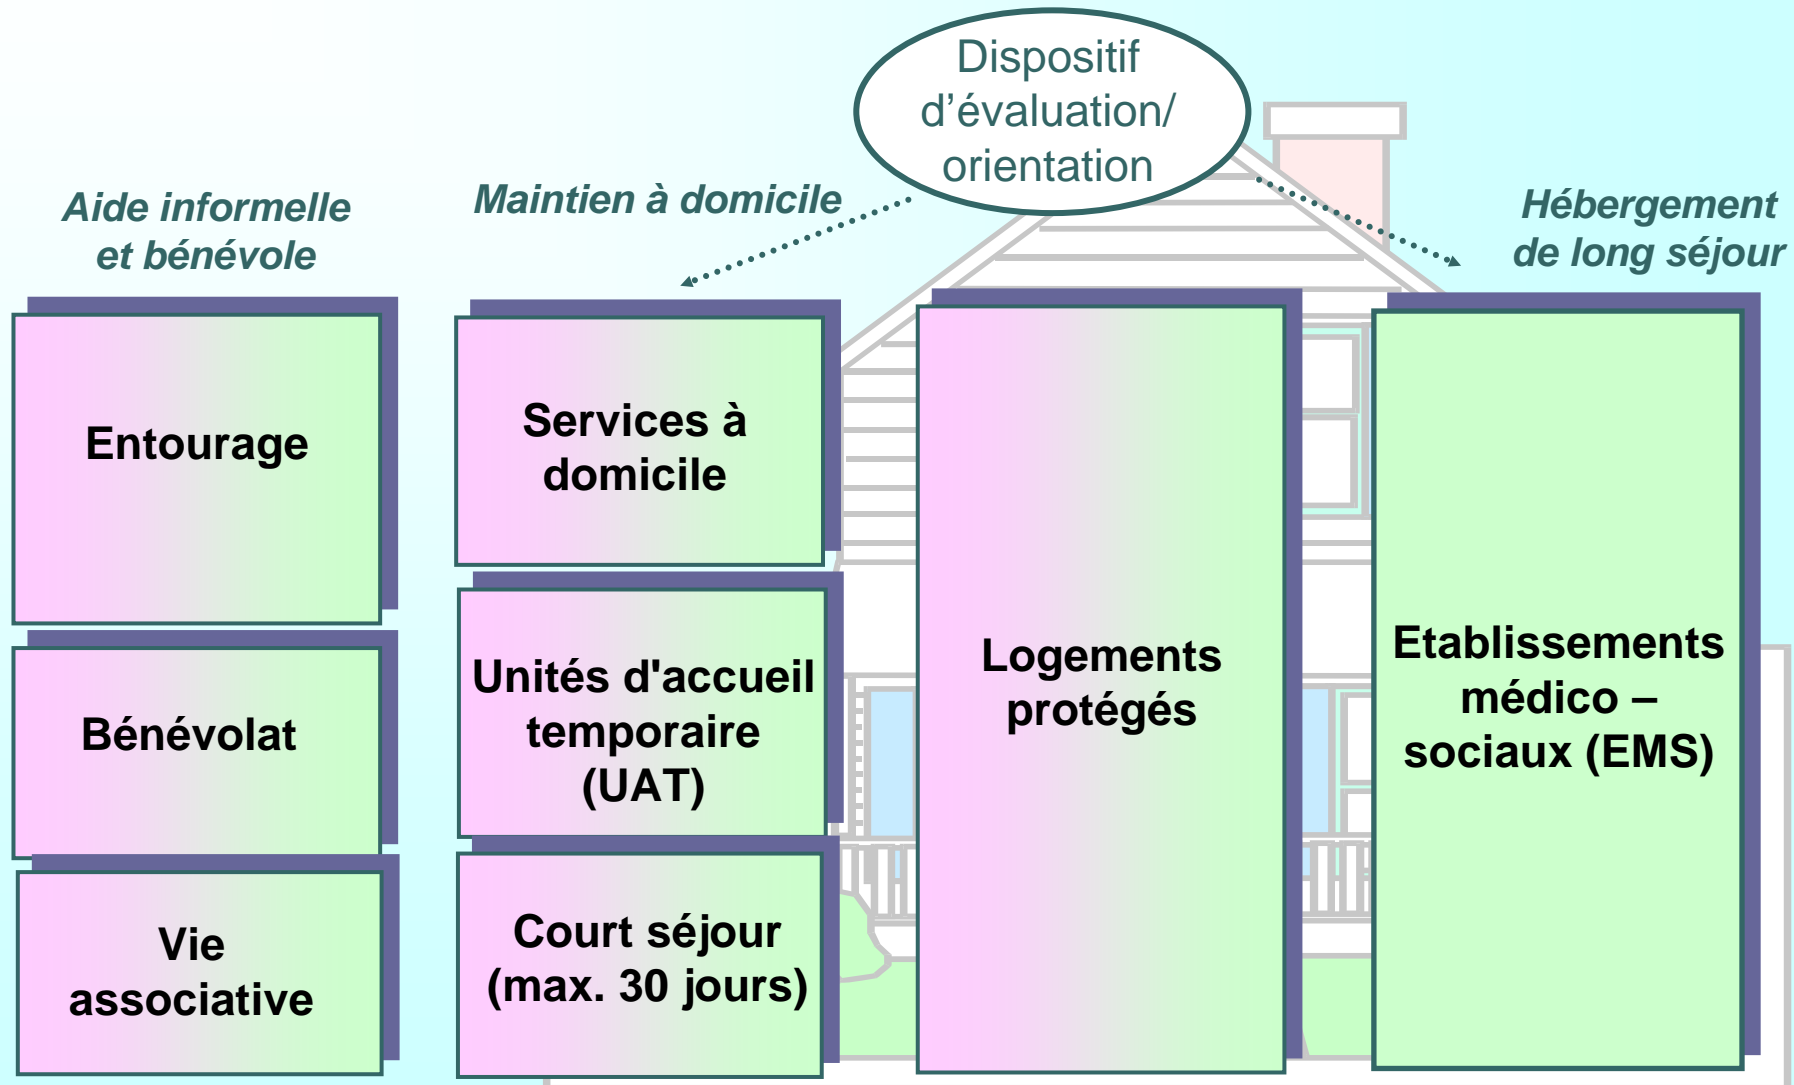 Dispositif
d'évaluation/
orientation
Aide informelle
et bénévole
Maintien à domicile
Hébergement
de long séjour
Entourage
Bénévolat
Vie
associative
Services à
domicile
Unités d'accueil
temporaire
(UAT)
Court séjour
(max. 30 jours)
Logements
protégés
Etablissements
médico –
sociaux (EMS)